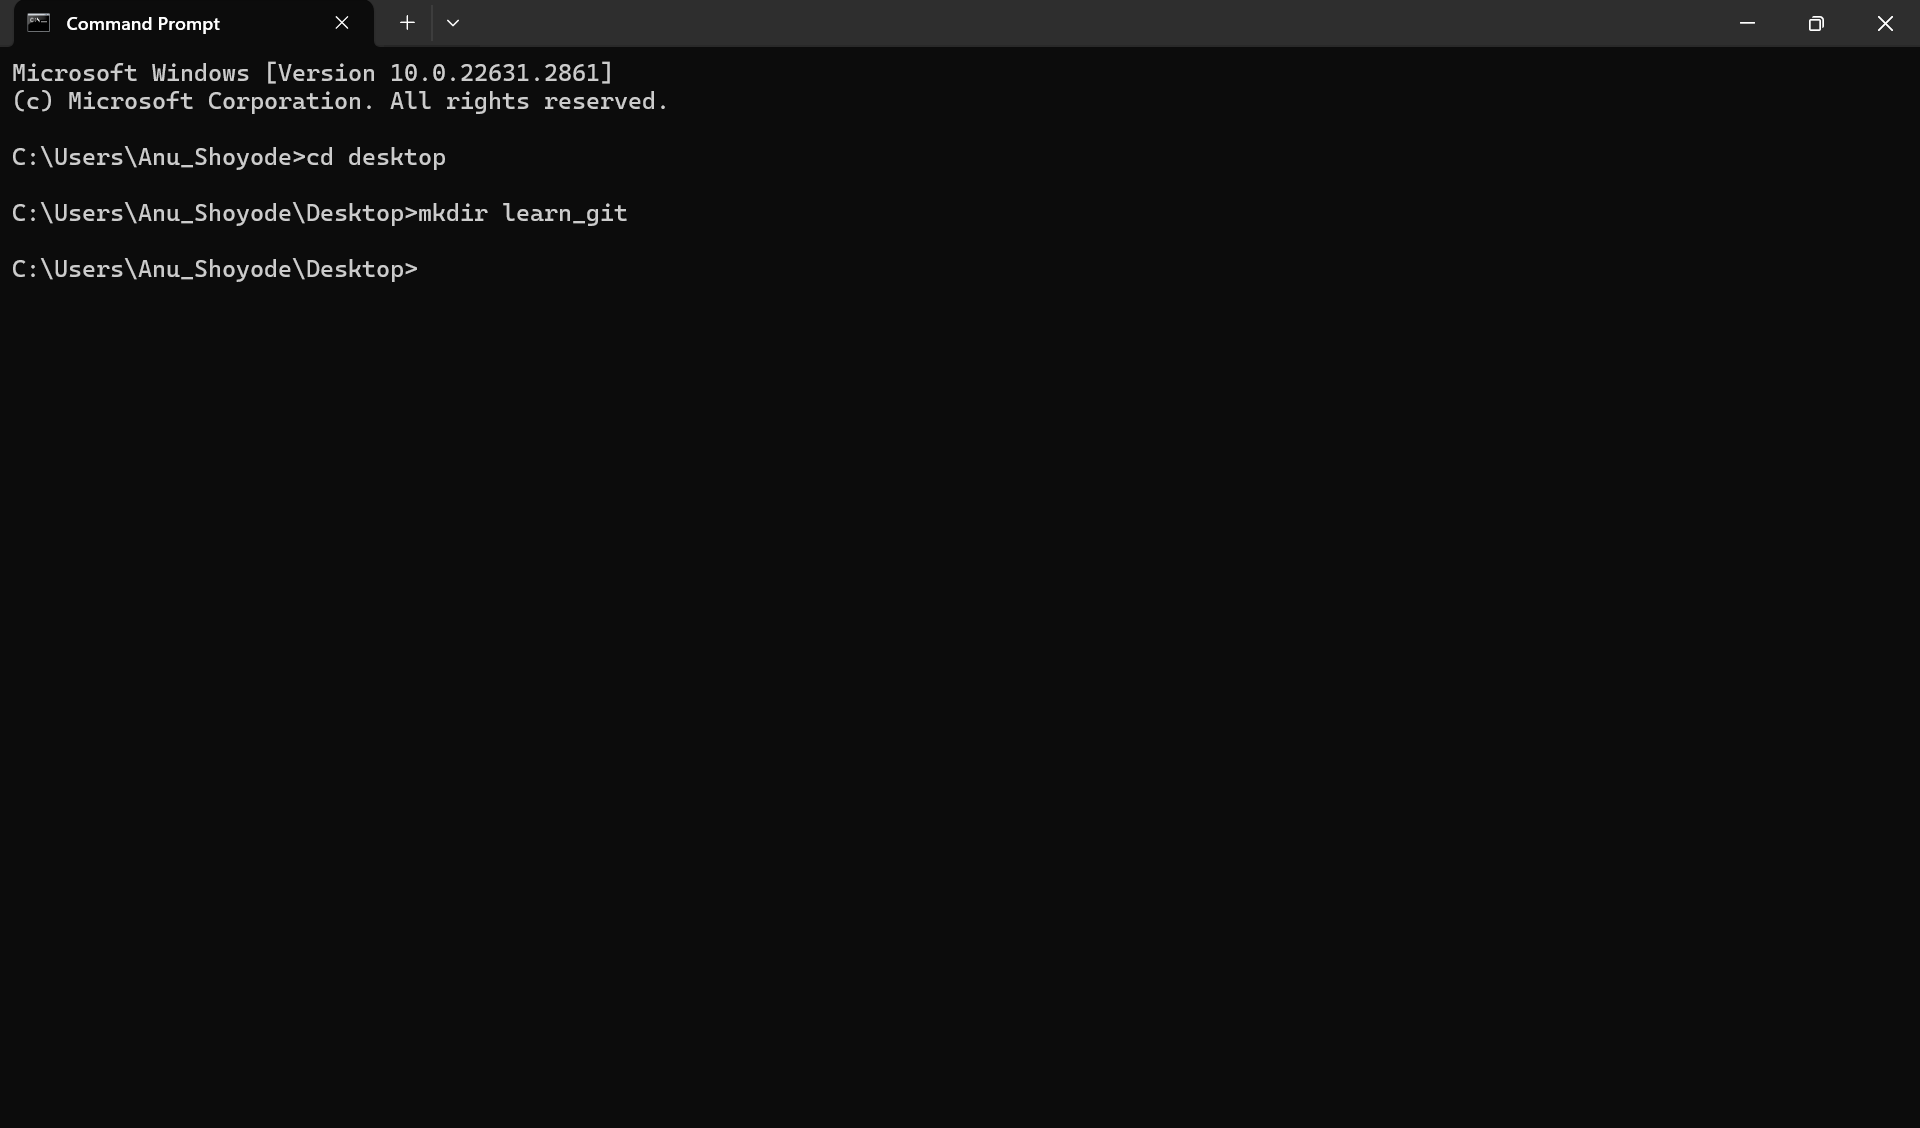 Command Prompt
Microsoft Windows [Version 10.0.22631.2861]
(c) Microsoft Corporation. All rights reserved.
C:\Users\Anu_Shoyode>cd desktop
C:\Users\Anu_Shoyode\Desktop>mkdir learn_git
C:\Users\Anu_Shoyode\Desktop>